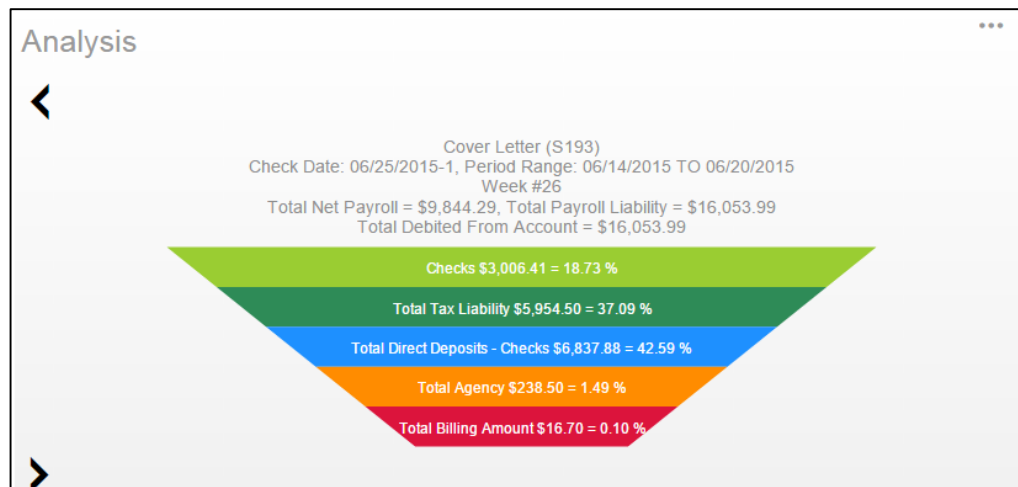 Analysis
Cover Letter (S193)
Check Date: 06/25/2015-1, Period Range: 06/14/2015 TO 06/20/2015
Week #26
Total Net Payroll = $9,844.29, Total Payroll Liability = $16,053.99
Total Debited From Account = $16,053.99
Checks $3,006.41 = 18.73 %
Total Tax Liability $5,954.50 = 37.09 %
Total Direct Deposits - Checks $6,837.88 = 42.59 %
Total Agency $238.50 = 1.49 %
Total Billing Amount $16.70 = 0.10 %